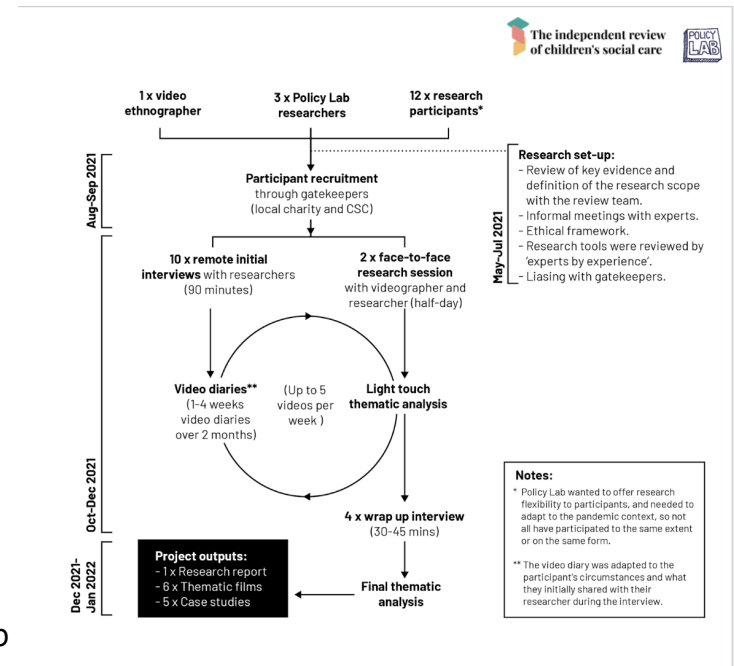 The independent review
of children's social care
POLICY
LAB
1 x video
ethnographer
3 x Policy Lab
researchers
12 x research
participants*
Aug-Sep 2021
Participant recruitment
through gatekeepers
(local charity and CSC)
May-Jul 2021
Research set-up:
- Review of key evidence and
definition of the research scope
with the review team.
- Informal meetings with experts.
- Ethical framework.
- Research tools were reviewed by
'experts by experience'.
- Liasing with gatekeepers.
Oct-Dec 2021
10 x remote initial
interviews with researchers
(90 minutes)
2 x face-to-face
research session
with videographer and
researcher (half-day)
Video diaries**
(1-4 weeks
video diaries
over 2 months)
(Up to 5
videos per
week )
Light touch
thematic analysis
4 x wrap up interview
(30-45 mins)
Dec 2021-
Jan 2022
Project outputs:
- 1 x Research report
- 6 x Thematic films
- 5 x Case studies
Final thematic
analysis
Notes:
* Policy Lab wanted to offer research
flexibility to participants, and needed to
adapt to the pandemic context, so not
all have participated to the same extent
or on the same form.
** The video diary was adapted to the
participant's circumstances and what
they initially shared with their
researcher during the interview.